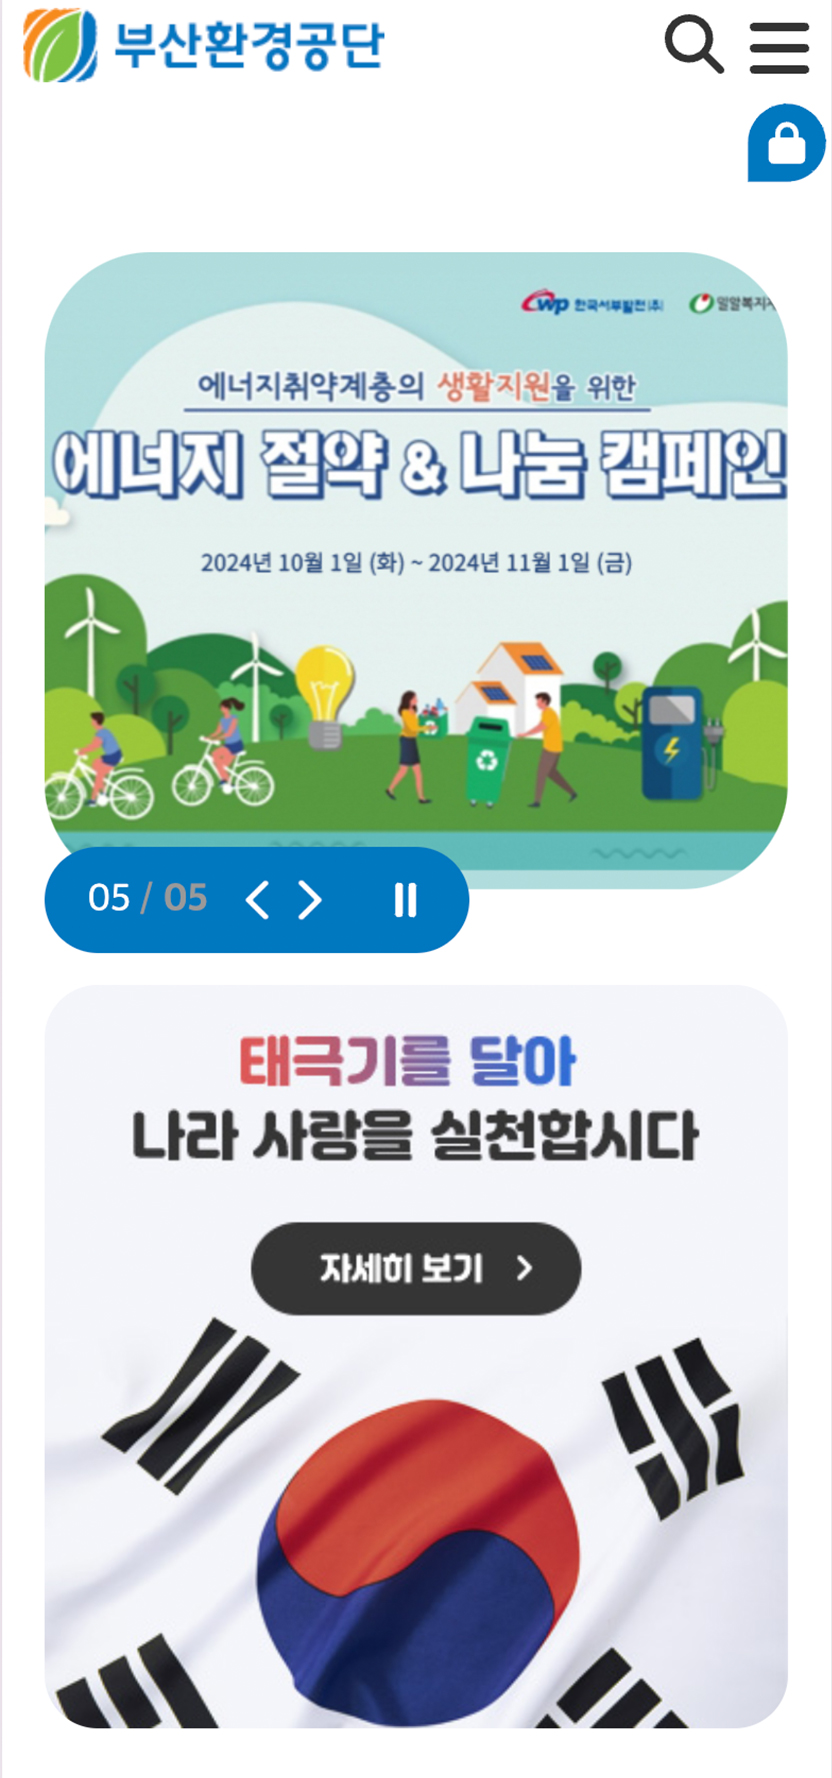 부산환경공단
한국서부발전(주) 밀알복지
에너지취약계층의 생활지원을 위한
에너지 절약 & 나눔 캠페인
2024년 10월 1일 (화) ~ 2024년 11월 1일 (금)
05 / 05
태극기를 달아
나라 사랑을 실천합시다
자세히 보기